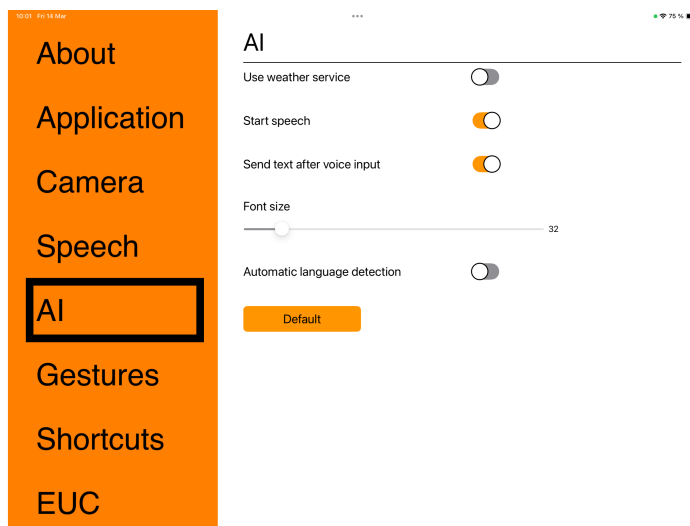 10:01 Fri 14 Mar
75 %
About
Application
Camera
Speech
AI
Gestures
Shortcuts
EUC
AI
Use weather service
Start speech
Send text after voice input
Font size
32
Automatic language detection
Default